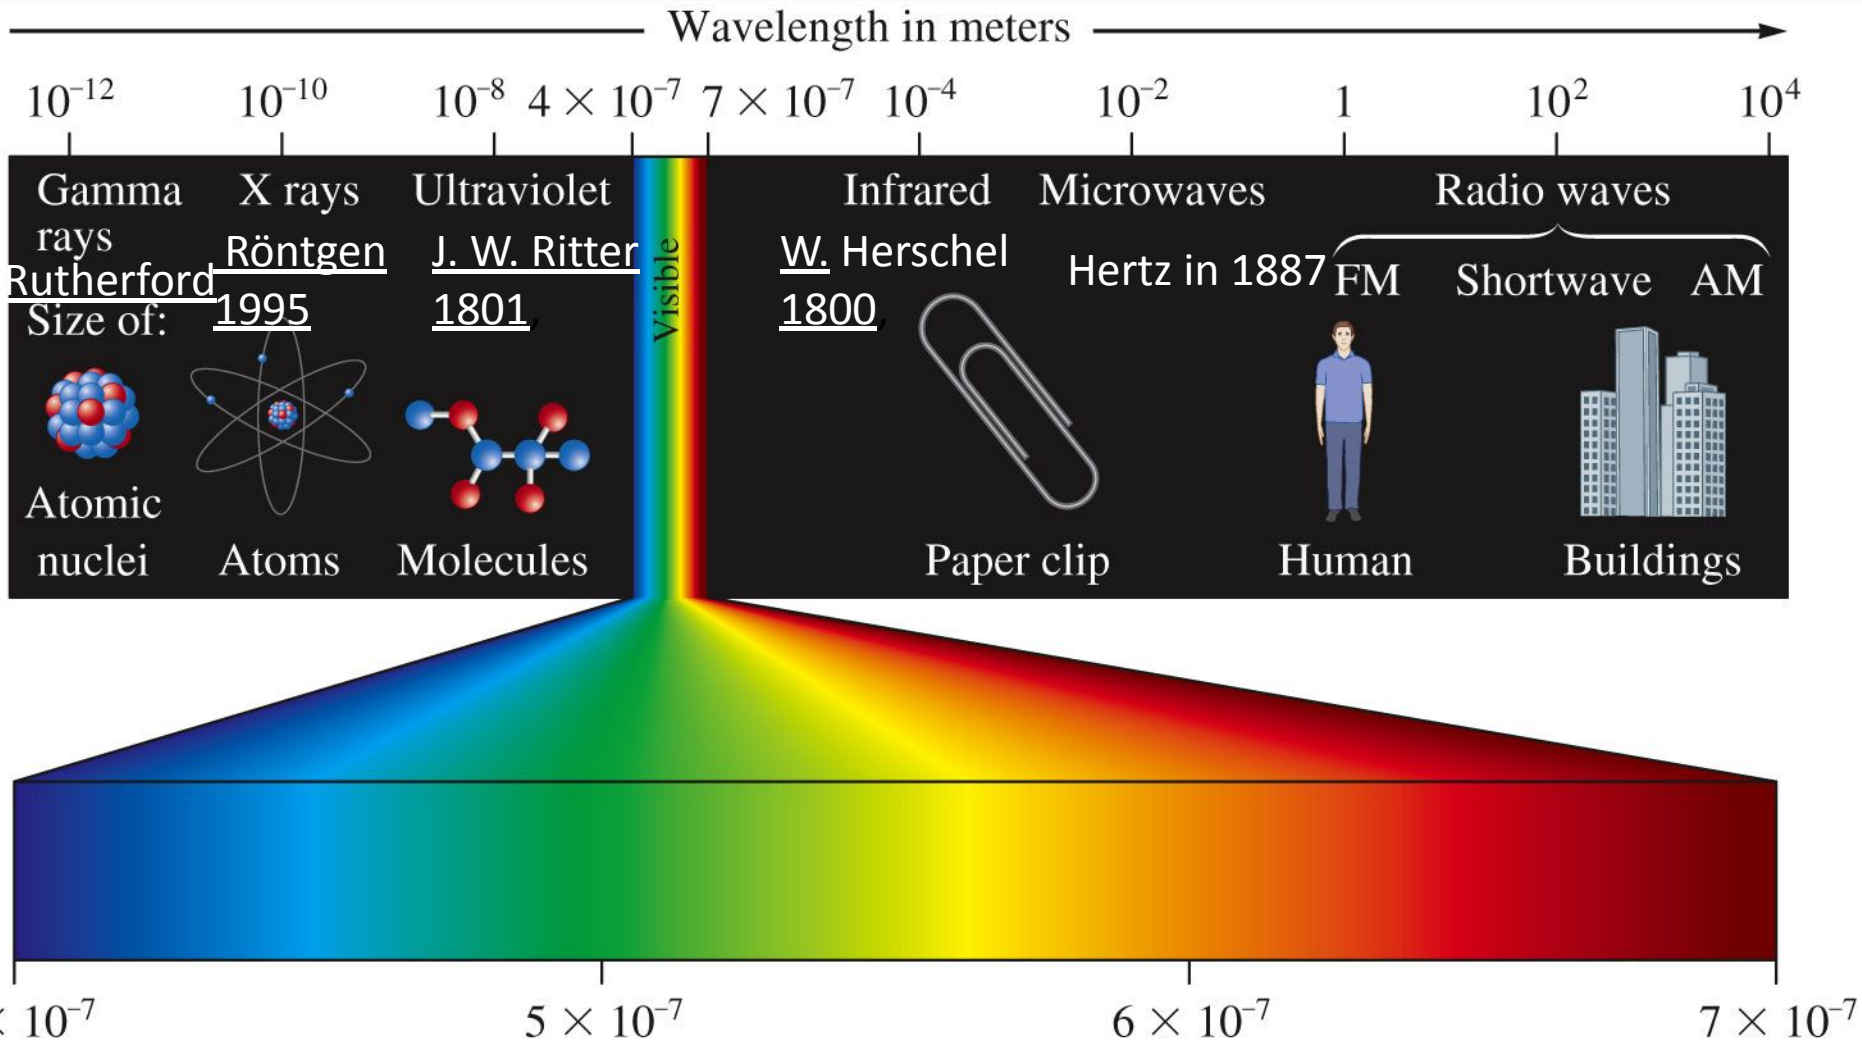 Wavelength in meters
10⁻¹² 10⁻¹⁰ 10⁻⁸ 4 × 10⁻⁷ 7 × 10⁻⁷ 10⁻⁴ 10⁻² 1 10² 10⁴
Gamma rays X rays Ultraviolet Infrared Microwaves Radio waves
Rutherford Röntgen J. W. Ritter Visible W. Herschel Hertz in 1887 FM Shortwave AM
1995 1801, 1800,
Size of:
Atomic nuclei Atoms Molecules Paper clip Human Buildings
× 10⁻⁷ 5 × 10⁻⁷ 6 × 10⁻⁷ 7 × 10⁻⁷